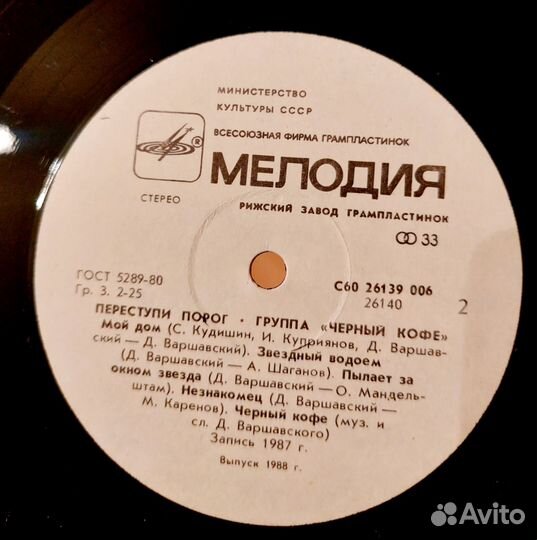 МИНИСТЕРСТВО
КУЛЬТУРЫ СССР
ВСЕСОЮЗНАЯ ФИРМА ГРАМПЛАСТИНОК
®
МЕЛОДИЯ
СТЕРЕО
РИЖСКИЙ ЗАВОД ГРАМПЛАСТИНОК
33
ГОСТ 5289-80
Гр. 3. 2-25
С60 26139 006
26140
2
ПЕРЕСТУПИ ПОРОГ · ГРУППА «ЧЕРНЫЙ КОФЕ»
Мой дом (С. Кудишин, И. Куприянов, Д. Варшав-
ский — Д. Варшавский). Звездный водоем
(Д. Варшавский — А. Шаганов). Пылает за
окном звезда (Д. Варшавский — О. Мандель-
штам). Незнакомец (Д. Варшавский —
М. Каренов). Черный кофе (муз. и
сл. Д. Варшавского)
Запись 1987 г.
Выпуск 1988 г.
Avito